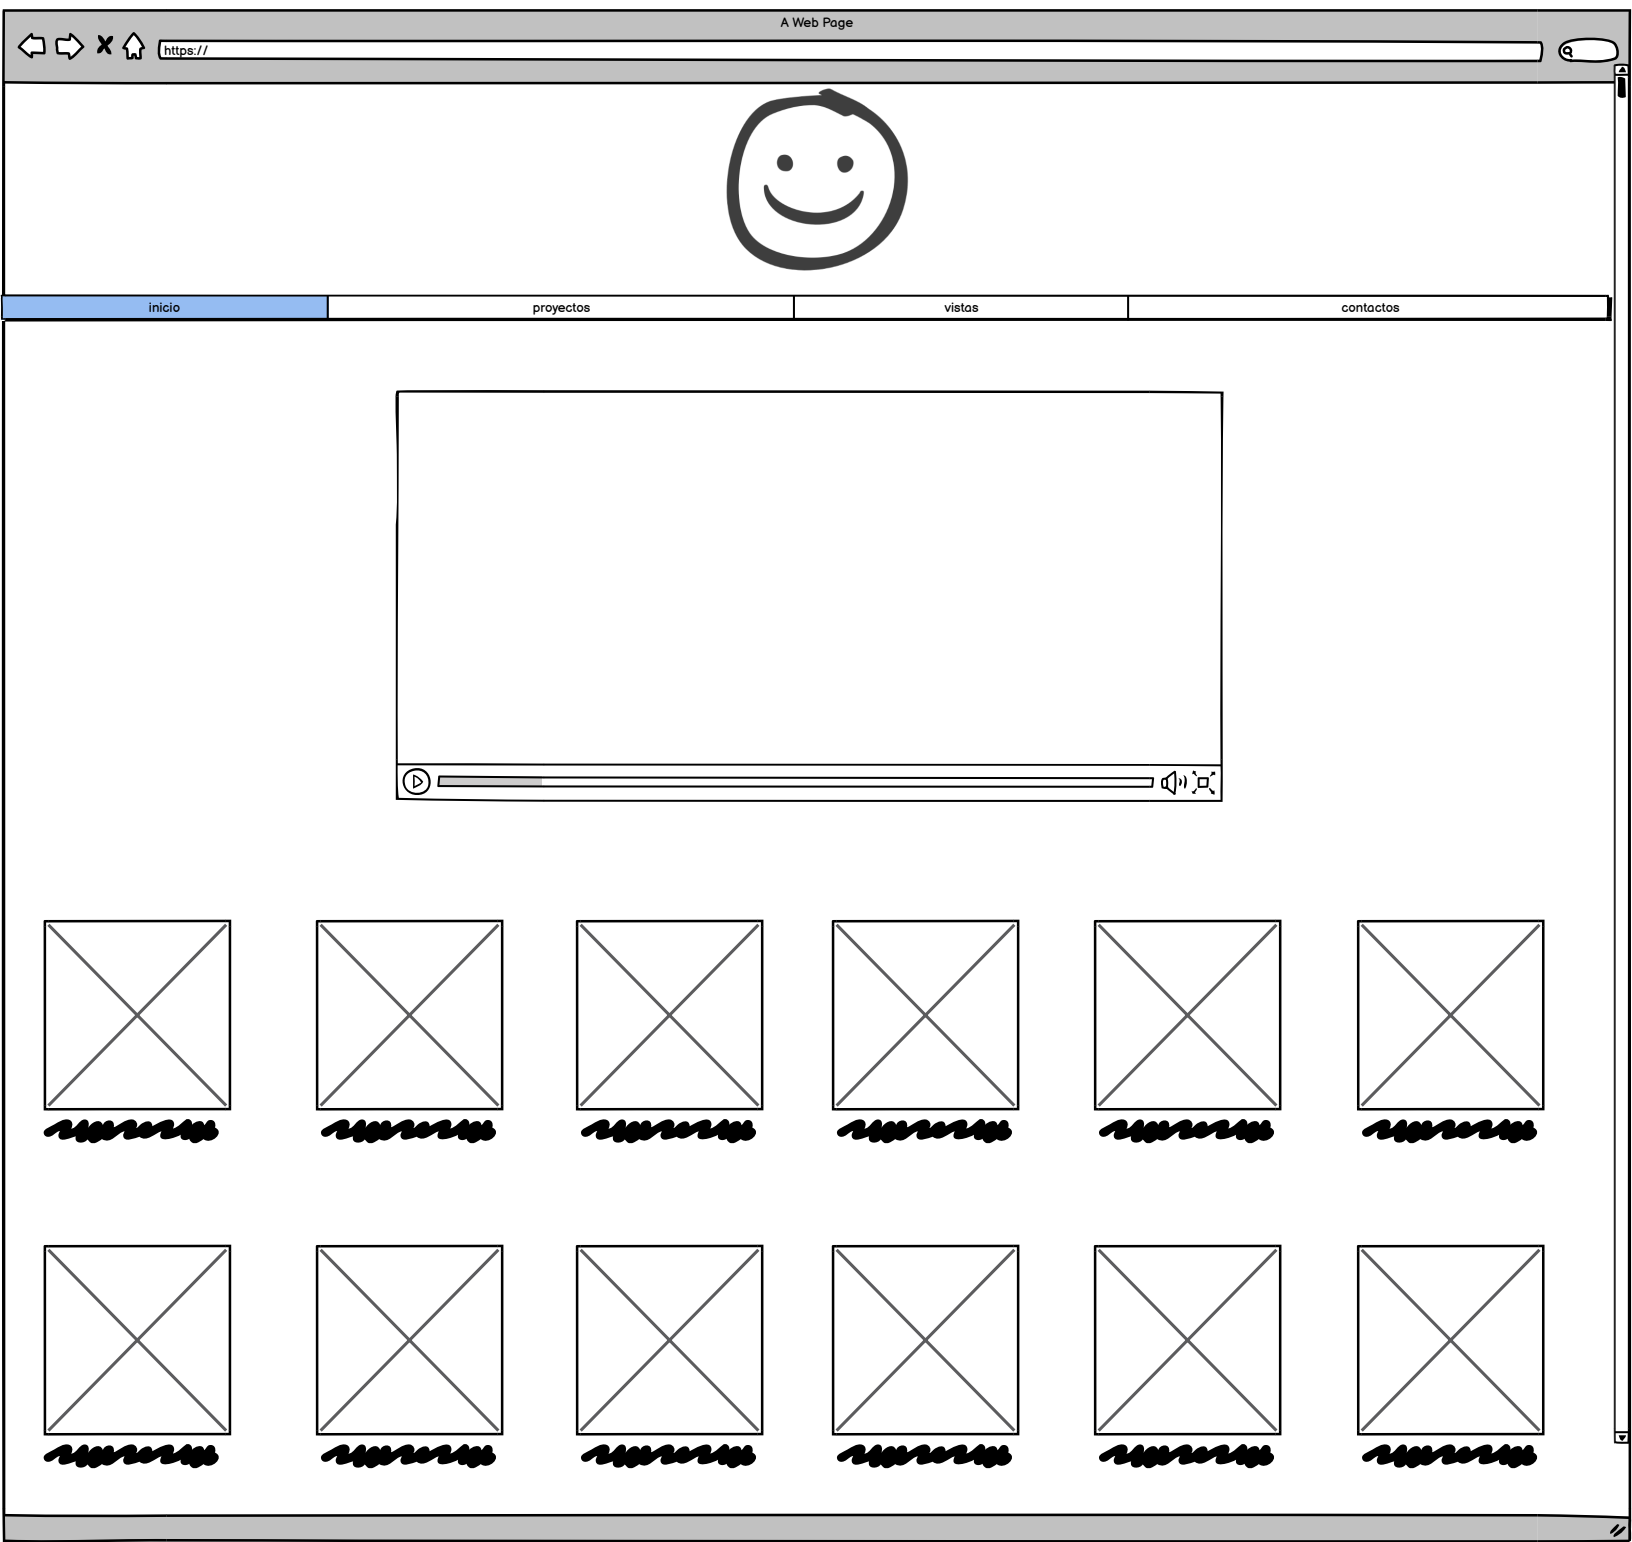 A Web Page
https://
inicio
proyectos
vistas
contactos